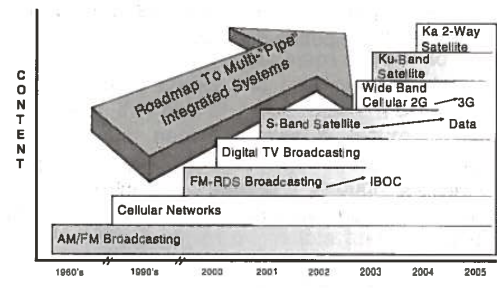 Ka 2-Way
Satellite
Ku-Band
Satellite
Roadmap To Multi-"Pipe"
Integrated Systems
Wide Band
Cellular 2G
3G
S-Band Satellite
Data
Digital TV Broadcasting
FM-RDS Broadcasting
IBOC
Cellular Networks
AM/FM Broadcasting
CONTENT
1960's 1990's 2000 2001 2002 2003 2004 2005